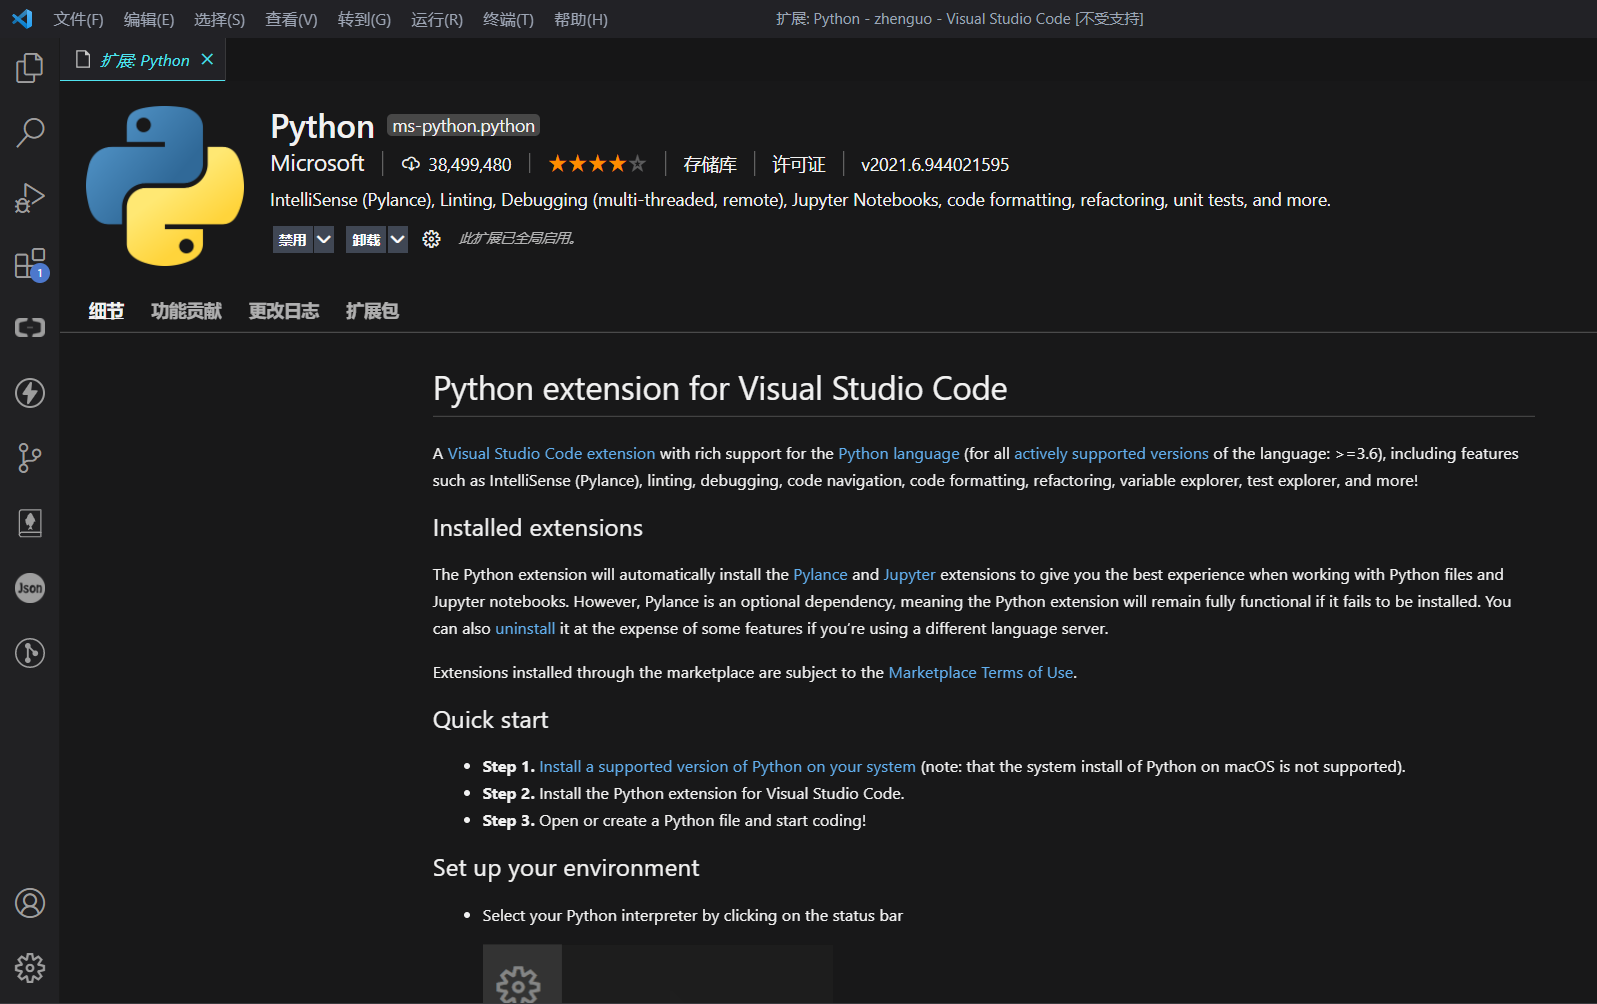 文件(F) 编辑(E) 选择(S) 查看(V) 转到(G) 运行(R) 终端(T) 帮助(H) 扩展: Python - zhenguo - Visual Studio Code [不受支持]
扩展: Python
Python ms-python.python
Microsoft 38,499,480 存储库 许可证 v2021.6.944021595
IntelliSense (Pylance), Linting, Debugging (multi-threaded, remote), Jupyter Notebooks, code formatting, refactoring, unit tests, and more.
禁用 卸载 此扩展已全局启用。
1
细节 功能贡献 更改日志 扩展包
Python extension for Visual Studio Code
A Visual Studio Code extension with rich support for the Python language (for all actively supported versions of the language: >=3.6), including features
such as IntelliSense (Pylance), linting, debugging, code navigation, code formatting, refactoring, variable explorer, test explorer, and more!
Installed extensions
The Python extension will automatically install the Pylance and Jupyter extensions to give you the best experience when working with Python files and
Jupyter notebooks. However, Pylance is an optional dependency, meaning the Python extension will remain fully functional if it fails to be installed. You
can also uninstall it at the expense of some features if you're using a different language server.
Json
Extensions installed through the marketplace are subject to the Marketplace Terms of Use.
Quick start
• Step 1. Install a supported version of Python on your system (note: that the system install of Python on macOS is not supported).
• Step 2. Install the Python extension for Visual Studio Code.
• Step 3. Open or create a Python file and start coding!
Set up your environment
• Select your Python interpreter by clicking on the status bar